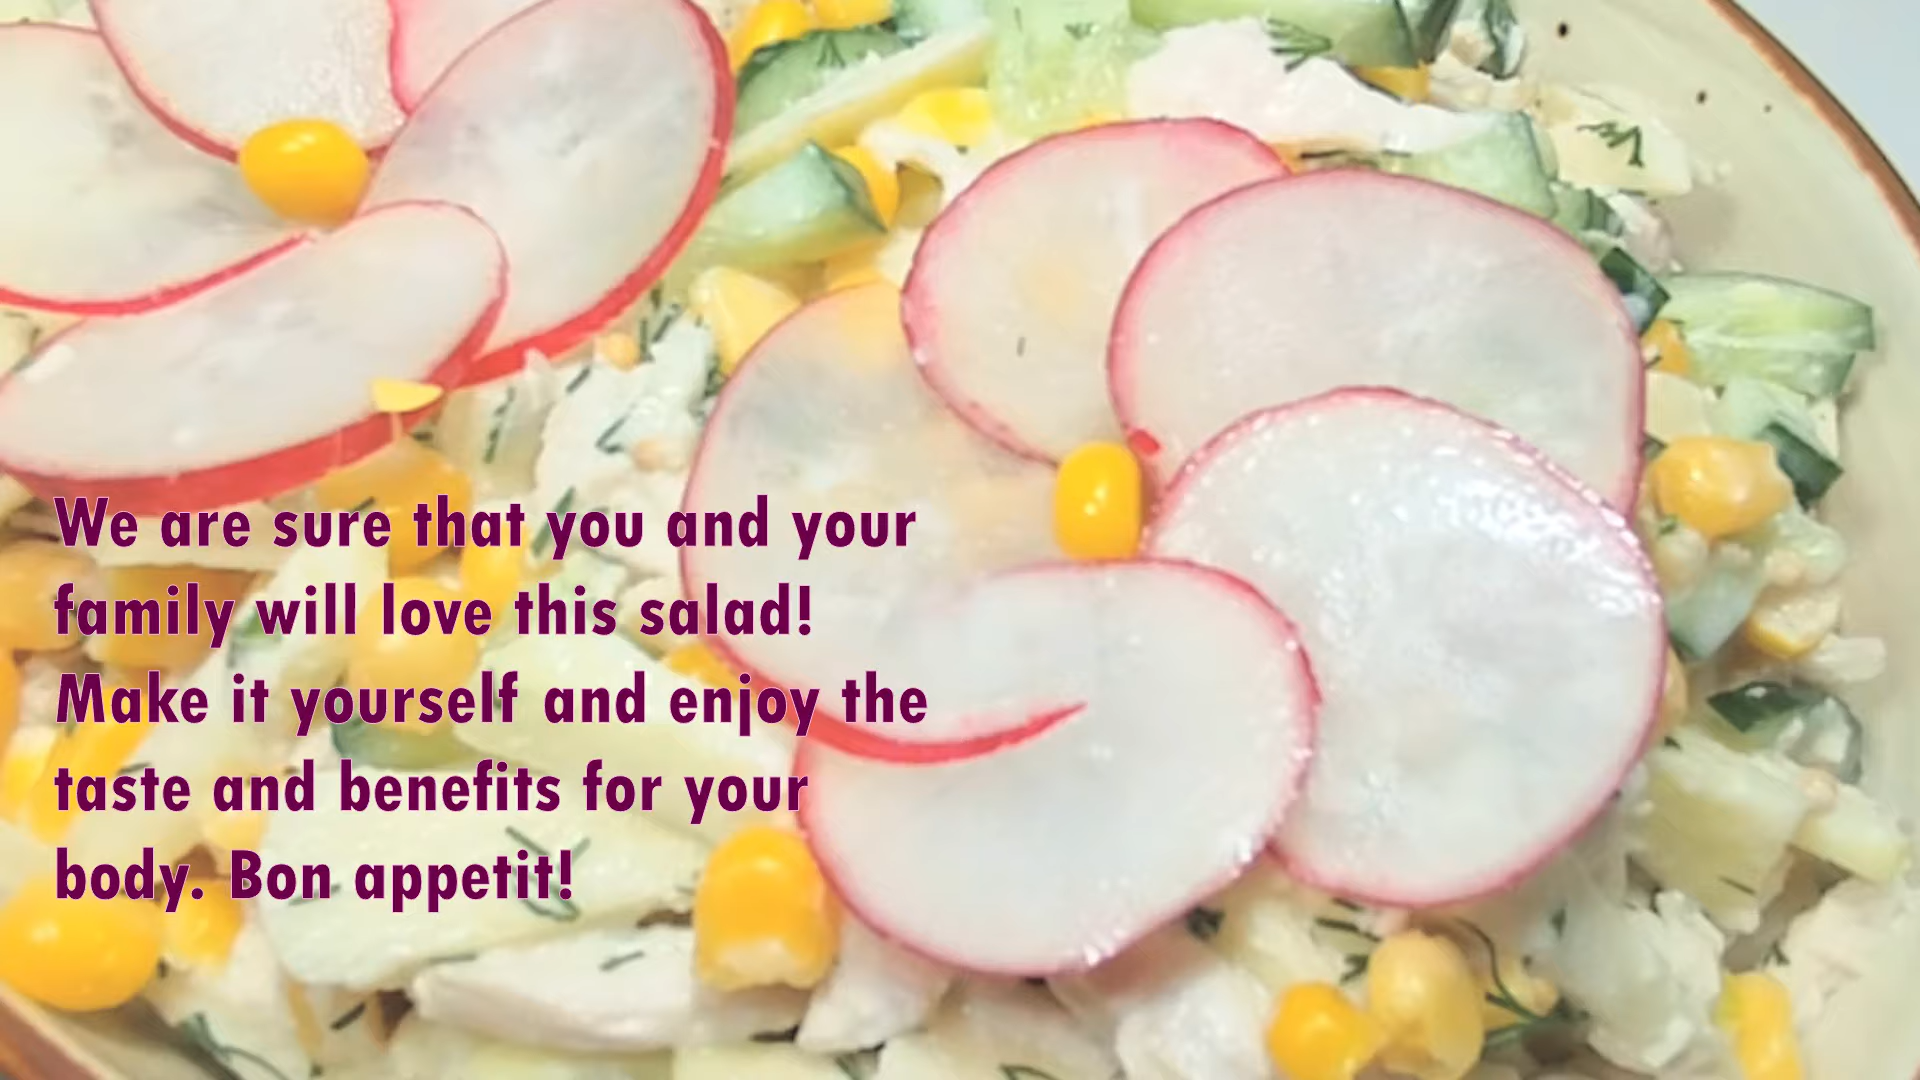 We are sure that you and your
family will love this salad!
Make it yourself and enjoy the
taste and benefits for your
body. Bon appetit!